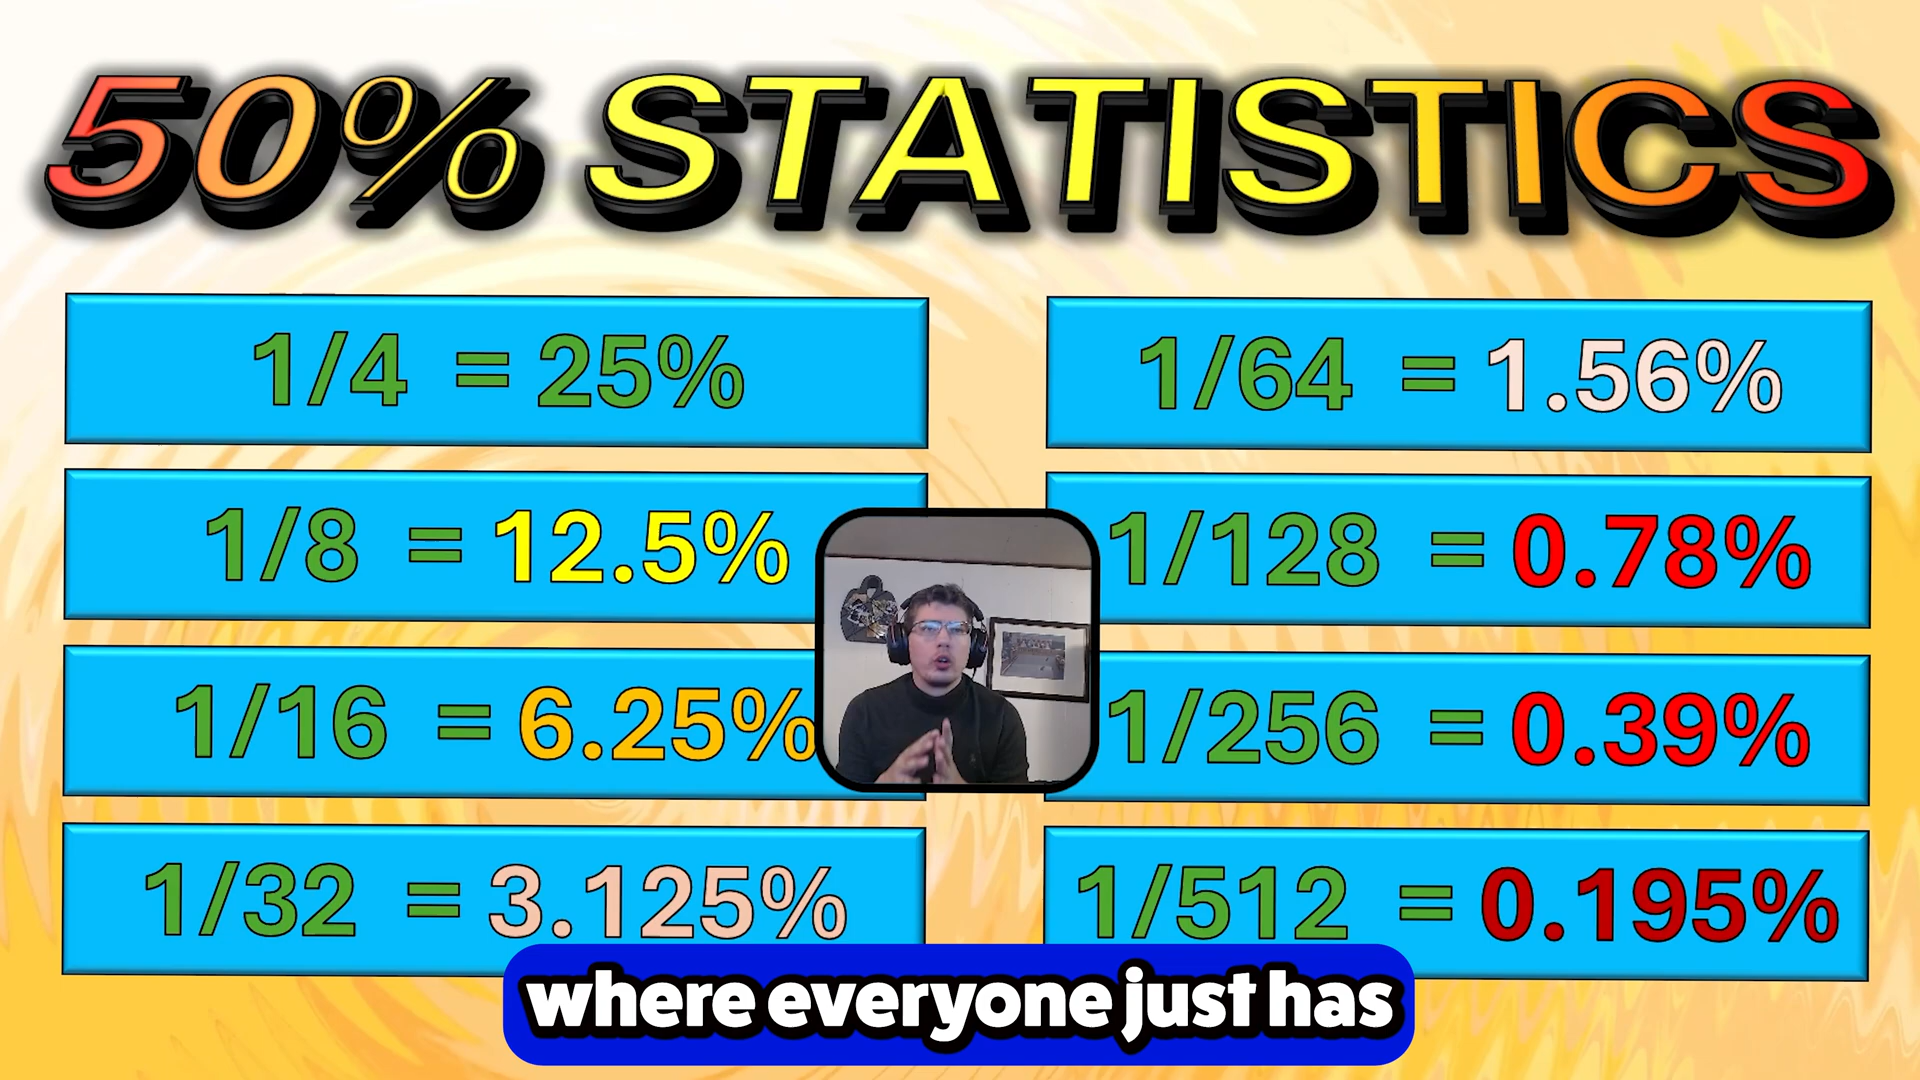 50% STATISTICS
1/4 = 25%
1/8 = 12.5%
1/16 = 6.25%
1/32 = 3.125%
1/64 = 1.56%
1/128 = 0.78%
1/256 = 0.39%
1/512 = 0.195%
where everyone just has